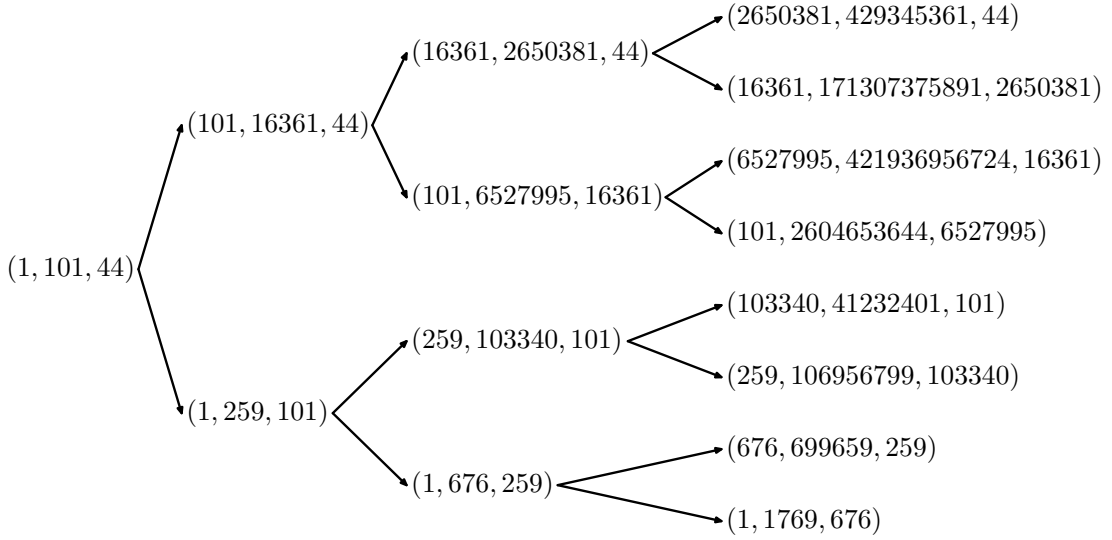 (2650381, 429345361, 44)
(16361, 2650381, 44)
(16361, 171307375891, 2650381)
(101, 16361, 44)
(6527995, 421936956724, 16361)
(101, 6527995, 16361)
(101, 2604653644, 6527995)
(1, 101, 44)
(103340, 41232401, 101)
(259, 103340, 101)
(259, 106956799, 103340)
(1, 259, 101)
(676, 699659, 259)
(1, 676, 259)
(1, 1769, 676)